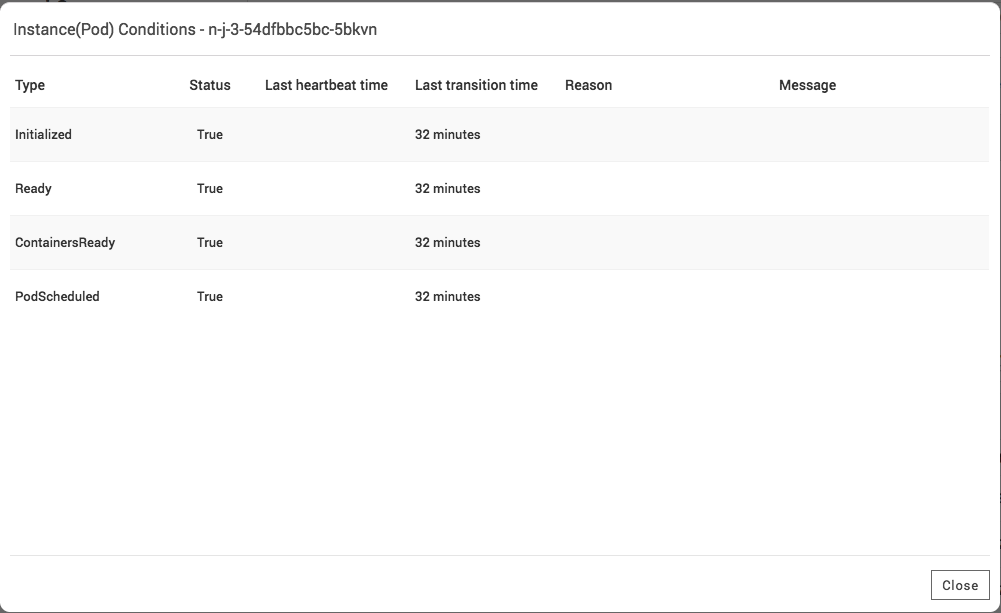 Instance(Pod) Conditions - n-j-3-54dfbbc5bc-5bkvn
Type Status Last heartbeat time Last transition time Reason Message
Initialized True 32 minutes
Ready True 32 minutes
ContainersReady True 32 minutes
PodScheduled True 32 minutes
Close